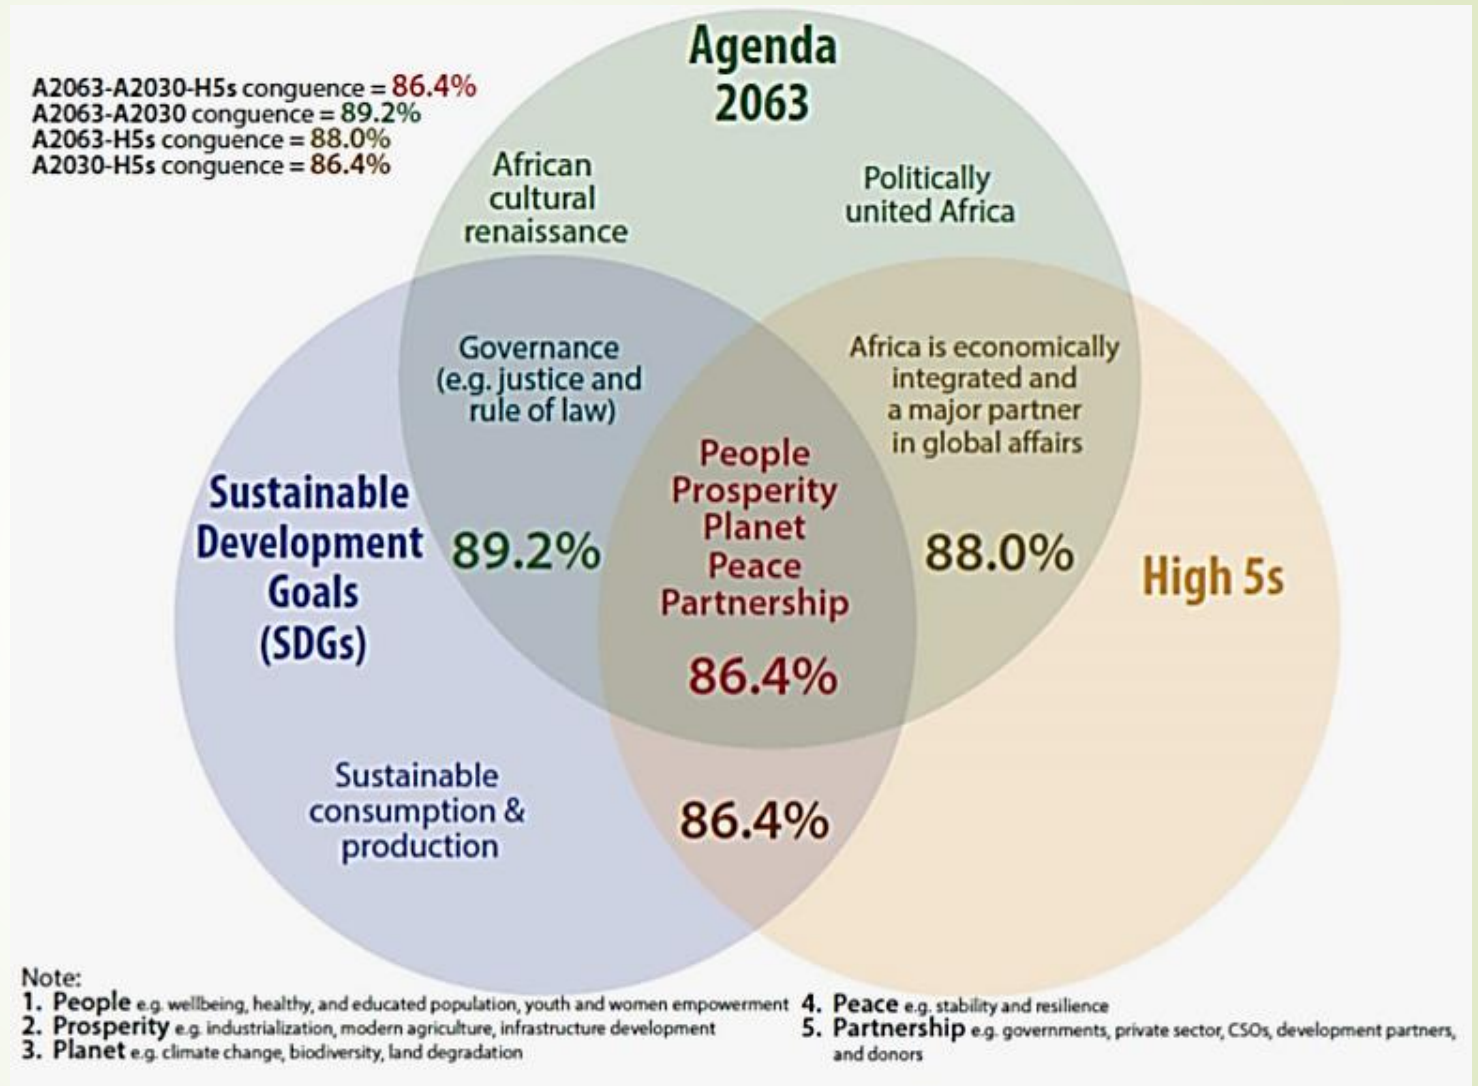 Agenda
2063
A2063-A2030-H5s conguence = 86.4%
A2063-A2030 conguence = 89.2%
A2063-H5s conguence = 88.0%
A2030-H5s conguence = 86.4%
African
cultural
renaissance
Politically
united Africa
Governance
(e.g. justice and
rule of law)
Africa is economically
integrated and
a major partner
in global affairs
People
Prosperity
Planet
Peace
Partnership
86.4%
Sustainable
Development
Goals
(SDGs)
89.2%
88.0%
High 5s
Sustainable
consumption &
production
86.4%
Note:
1. People e.g. wellbeing, healthy, and educated population, youth and women empowerment
2. Prosperity e.g. industrialization, modern agriculture, infrastructure development
3. Planet e.g. climate change, biodiversity, land degradation
4. Peace e.g. stability and resilience
5. Partnership e.g. governments, private sector, CSOs, development partners,
and donors